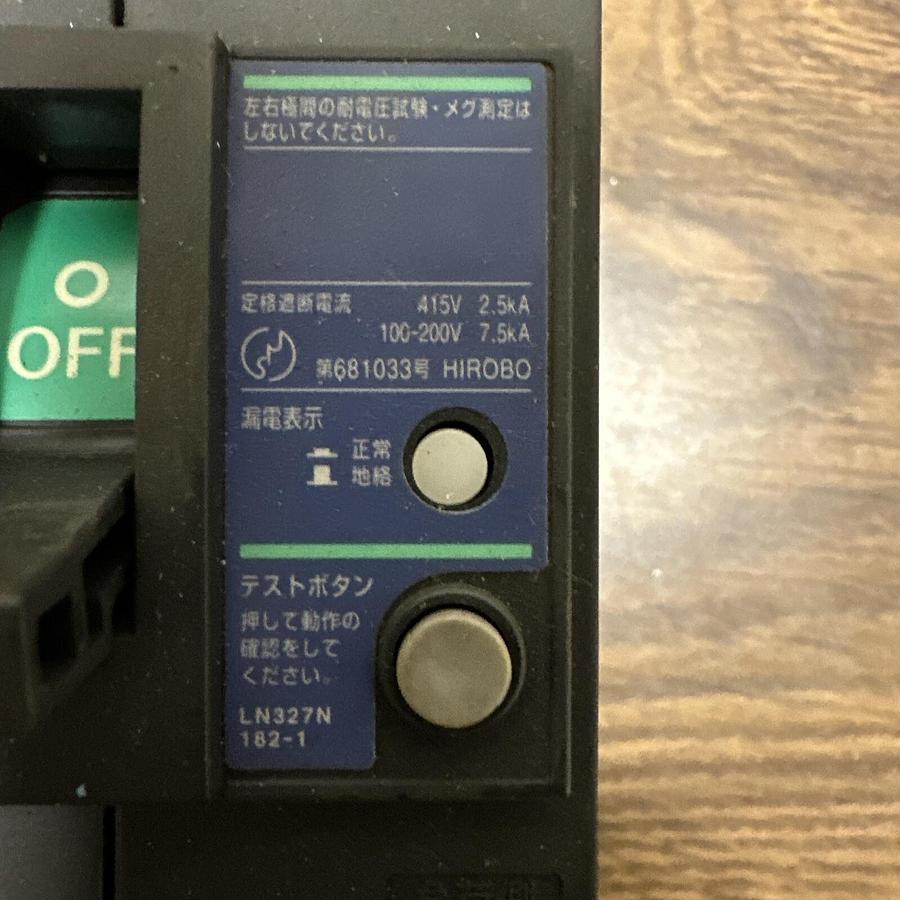 左右極間の耐電圧試験・メグ測定は
しないでください。
O
OFF
定格遮断電流 415V 2.5kA
100-200V 7.5kA
第681033号 HIROBO
漏電表示
正常
地絡
テストボタン
押して動作の
確認をして
ください。
LN327N
182-1